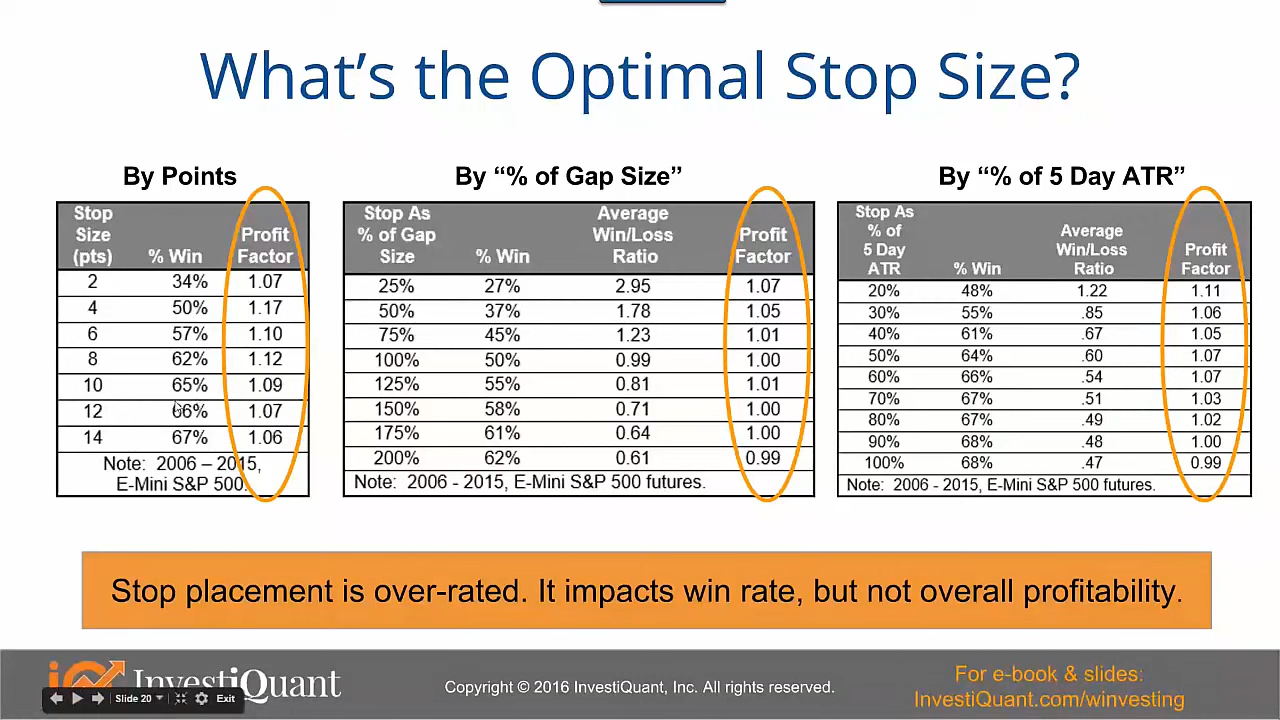 What's the Optimal Stop Size?
By Points
Stop Size (pts) % Win Profit Factor
2 34% 1.07
4 50% 1.17
6 57% 1.10
8 62% 1.12
10 65% 1.09
12 66% 1.07
14 67% 1.06
Note: 2006 – 2015,
E-Mini S&P 500.
By “% of Gap Size”
Stop As % of Gap Size % Win Average Win/Loss Ratio Profit Factor
25% 27% 2.95 1.07
50% 37% 1.78 1.05
75% 45% 1.23 1.01
100% 50% 0.99 1.00
125% 55% 0.81 1.01
150% 58% 0.71 1.00
175% 61% 0.64 1.00
200% 62% 0.61 0.99
Note: 2006 - 2015, E-Mini S&P 500 futures.
By “% of 5 Day ATR”
Stop As % of 5 Day ATR % Win Average Win/Loss Ratio Profit Factor
20% 48% 1.22 1.11
30% 55% .85 1.06
40% 61% .67 1.05
50% 64% .60 1.07
60% 66% .54 1.07
70% 67% .51 1.03
80% 67% .49 1.02
90% 68% .48 1.00
100% 68% .47 0.99
Note: 2006 - 2015, E-Mini S&P 500 futures.
Stop placement is over-rated. It impacts win rate, but not overall profitability.
InvestiQuant
Slide 20 Exit
Copyright © 2016 InvestiQuant, Inc. All rights reserved.
For e-book & slides:
InvestiQuant.com/winvesting